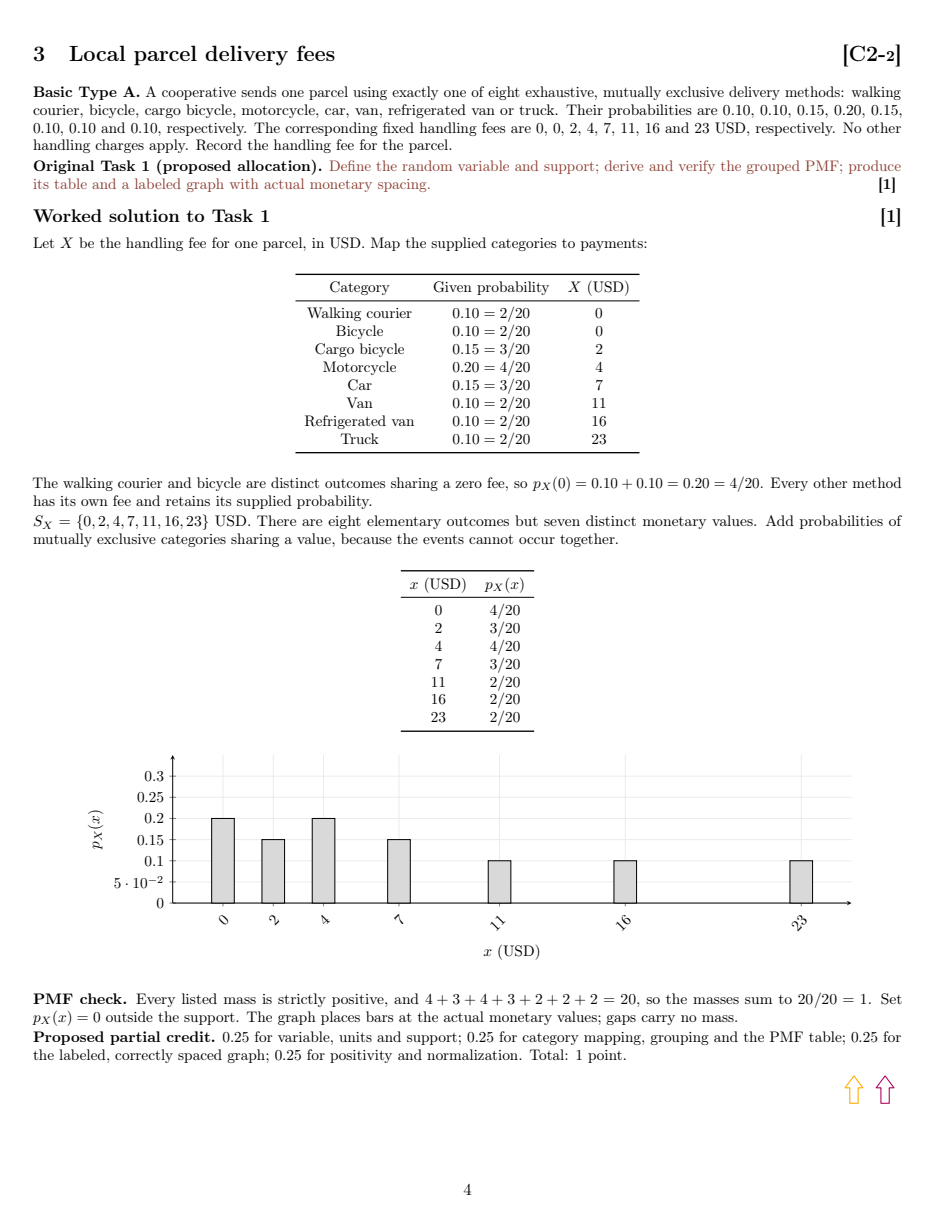 3 Local parcel delivery fees [C2-2]
Basic Type A. A cooperative sends one parcel using exactly one of eight exhaustive, mutually exclusive delivery methods: walking
courier, bicycle, cargo bicycle, motorcycle, car, van, refrigerated van or truck. Their probabilities are 0.10, 0.10, 0.15, 0.20, 0.15,
0.10, 0.10 and 0.10, respectively. The corresponding fixed handling fees are 0, 0, 2, 4, 7, 11, 16 and 23 USD, respectively. No other
handling charges apply. Record the handling fee for the parcel.
Original Task 1 (proposed allocation). Define the random variable and support; derive and verify the grouped PMF; produce
its table and a labeled graph with actual monetary spacing. [1]
Worked solution to Task 1 [1]
Let X be the handling fee for one parcel, in USD. Map the supplied categories to payments:
Category Given probability X (USD)
Walking courier 0.10 = 2/20 0
Bicycle 0.10 = 2/20 0
Cargo bicycle 0.15 = 3/20 2
Motorcycle 0.20 = 4/20 4
Car 0.15 = 3/20 7
Van 0.10 = 2/20 11
Refrigerated van 0.10 = 2/20 16
Truck 0.10 = 2/20 23
The walking courier and bicycle are distinct outcomes sharing a zero fee, so pX(0) = 0.10 + 0.10 = 0.20 = 4/20. Every other method
has its own fee and retains its supplied probability.
SX = {0, 2, 4, 7, 11, 16, 23} USD. There are eight elementary outcomes but seven distinct monetary values. Add probabilities of
mutually exclusive categories sharing a value, because the events cannot occur together.
x (USD) pX(x)
0 4/20
2 3/20
4 4/20
7 3/20
11 2/20
16 2/20
23 2/20
0.3
0.25
0.2
0.15
0.1
5 · 10−2
0
pX(x)
0 2 4 7 11 16 23
x (USD)
PMF check. Every listed mass is strictly positive, and 4 + 3 + 4 + 3 + 2 + 2 + 2 = 20, so the masses sum to 20/20 = 1. Set
pX(x) = 0 outside the support. The graph places bars at the actual monetary values; gaps carry no mass.
Proposed partial credit. 0.25 for variable, units and support; 0.25 for category mapping, grouping and the PMF table; 0.25 for
the labeled, correctly spaced graph; 0.25 for positivity and normalization. Total: 1 point.
4